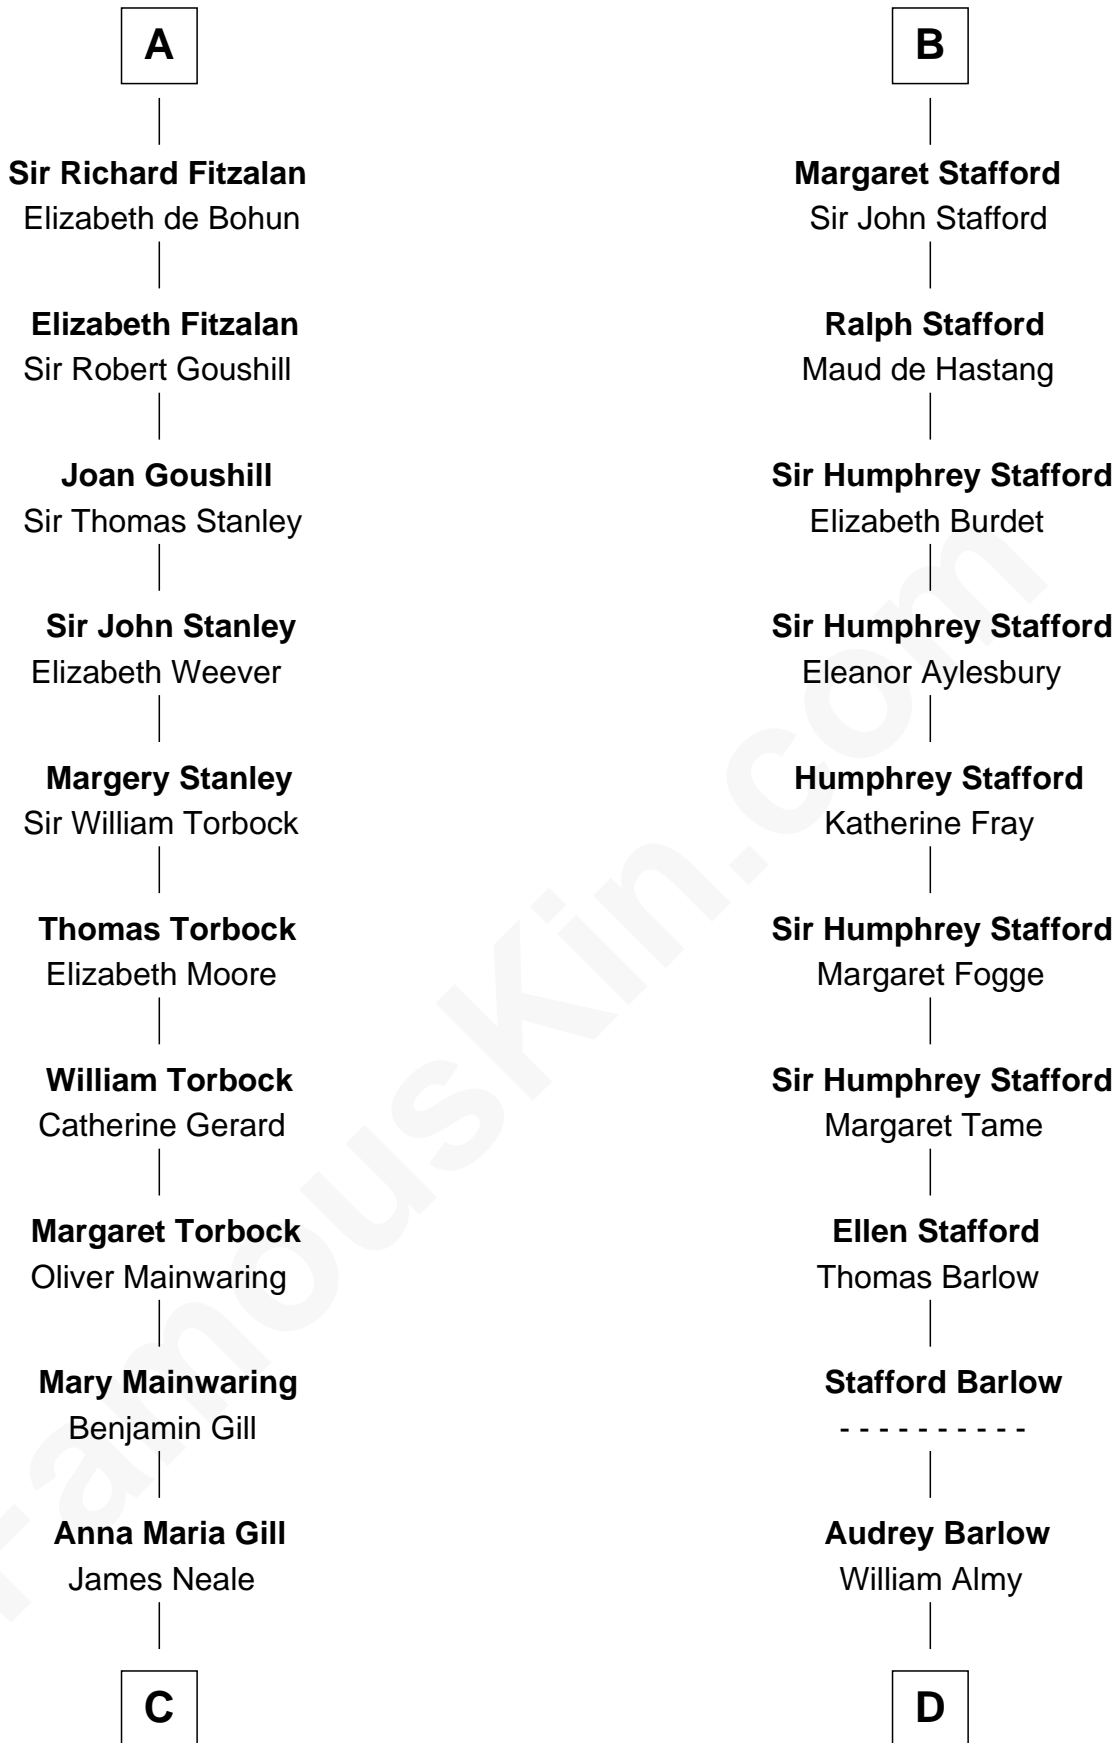 A
Sir Richard Fitzalan
Elizabeth de Bohun
Elizabeth Fitzalan
Sir Robert Goushill
Joan Goushill
Sir Thomas Stanley
Sir John Stanley
Elizabeth Weever
Margery Stanley
Sir William Torbock
Thomas Torbock
Elizabeth Moore
William Torbock
Catherine Gerard
Margaret Torbock
Oliver Mainwaring
Mary Mainwaring
Benjamin Gill
Anna Maria Gill
James Neale
C
B
Margaret Stafford
Sir John Stafford
Ralph Stafford
Maud de Hastang
Sir Humphrey Stafford
Elizabeth Burdet
Sir Humphrey Stafford
Eleanor Aylesbury
Humphrey Stafford
Katherine Fray
Sir Humphrey Stafford
Margaret Fogge
Sir Humphrey Stafford
Margaret Tame
Ellen Stafford
Thomas Barlow
Stafford Barlow
- - - - - - - - - -
Audrey Barlow
William Almy
D
FamousKin.com